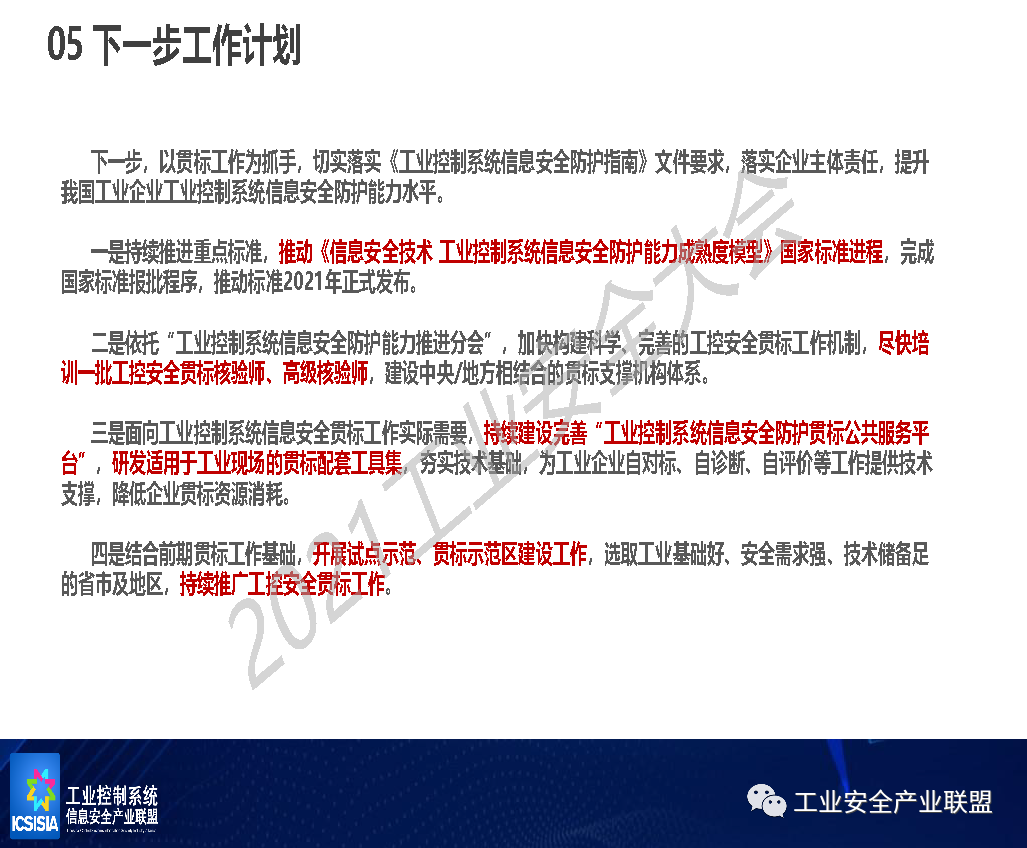 05 下一步工作计划
下一步，以贯标工作为抓手，切实落实《工业控制系统信息安全防护指南》文件要求，落实企业主体责任，提升
我国工业企业工业控制系统信息安全防护能力水平。
一是持续推进重点标准，推动《信息安全技术 工业控制系统信息安全防护能力成熟度模型》国家标准进程，完成
国家标准报批程序，推动标准2021年正式发布。
二是依托“工业控制系统信息安全防护能力推进分会”，加快构建科学、完善的工控安全贯标工作机制，尽快培
训一批工控安全贯标核验师、高级核验师，建设中央/地方相结合的贯标支撑机构体系。
三是面向工业控制系统信息安全贯标工作实际需要，持续建设完善“工业控制系统信息安全防护贯标公共服务平
台”，研发适用于工业现场的贯标配套工具集，夯实技术基础，为工业企业自对标、自诊断、自评价等工作提供技术
支撑，降低企业贯标资源消耗。
四是结合前期贯标工作基础，开展试点示范、贯标示范区建设工作，选取工业基础好、安全需求强、技术储备足
的省市及地区，持续推广工控安全贯标工作。
2021工业安全大会
ICSISIA
工业控制系统
信息安全产业联盟
工业安全产业联盟